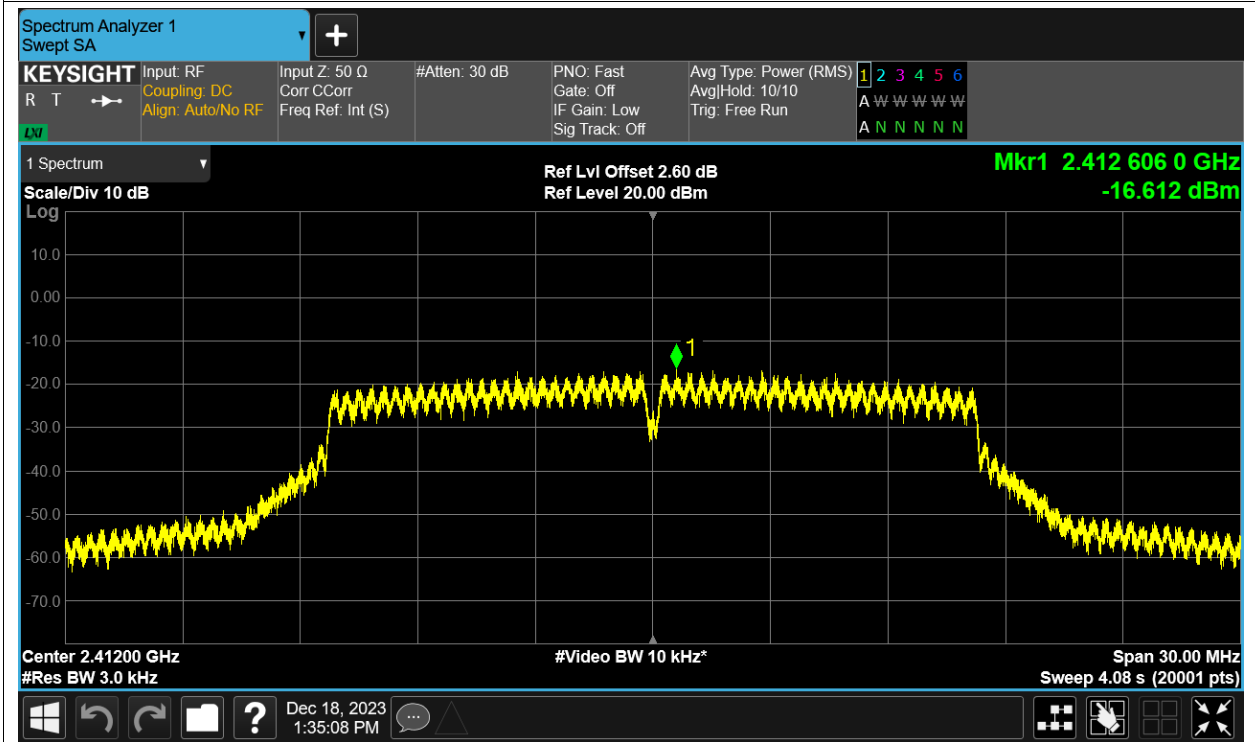 Spectrum Analyzer 1
Swept SA
+
KEYSIGHT
R T
LXI
Input: RF
Coupling: DC
Align: Auto/No RF
Input Z: 50 Ω
Corr CCorr
Freq Ref: Int (S)
#Atten: 30 dB
PNO: Fast
Gate: Off
IF Gain: Low
Sig Track: Off
Avg Type: Power (RMS)
Avg|Hold: 10/10
Trig: Free Run
1 2 3 4 5 6
A W W W W W
A N N N N N
1 Spectrum
Scale/Div 10 dB
Log
Ref Lvl Offset 2.60 dB
Ref Level 20.00 dBm
Mkr1 2.412 606 0 GHz
-16.612 dBm
10.0
0.00
-10.0
1
-20.0
-30.0
-40.0
-50.0
-60.0
-70.0
Center 2.41200 GHz
#Res BW 3.0 kHz
#Video BW 10 kHz*
Span 30.00 MHz
Sweep 4.08 s (20001 pts)
?
Dec 18, 2023
1:35:08 PM